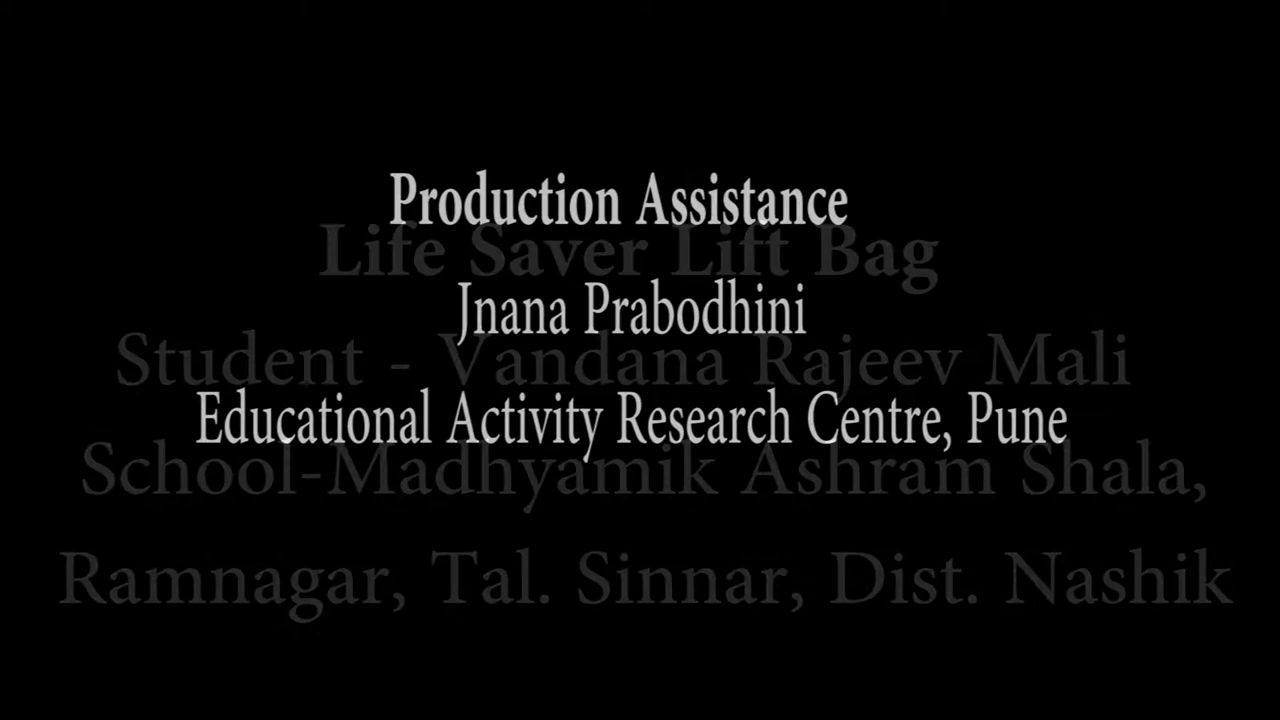 Production Assistance
Life Saver Lift Bag
Jnana Prabodhini
Student - Vandana Rajeev Mali
Educational Activity Research Centre, Pune
School-Madhyamik Ashram Shala,
Ramnagar, Tal. Sinnar, Dist. Nashik